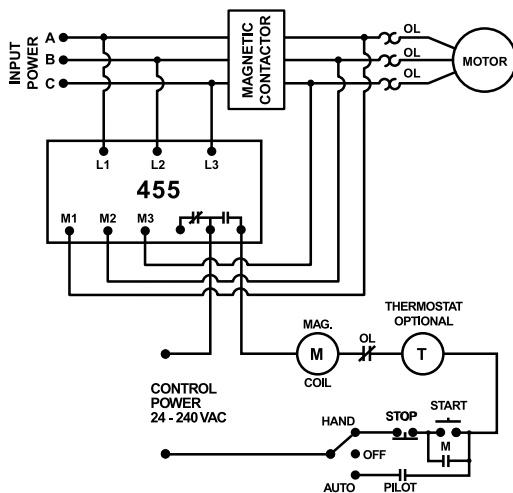 INPUT
POWER
A
B
C
MAGNETIC
CONTACTOR
OL
OL
OL
MOTOR
L1 L2 L3
455
M1 M2 M3
MAG.
M
COIL
OL
THERMOSTAT
OPTIONAL
T
CONTROL
POWER
24 - 240 VAC
HAND
OFF
AUTO
STOP
START
M
PILOT